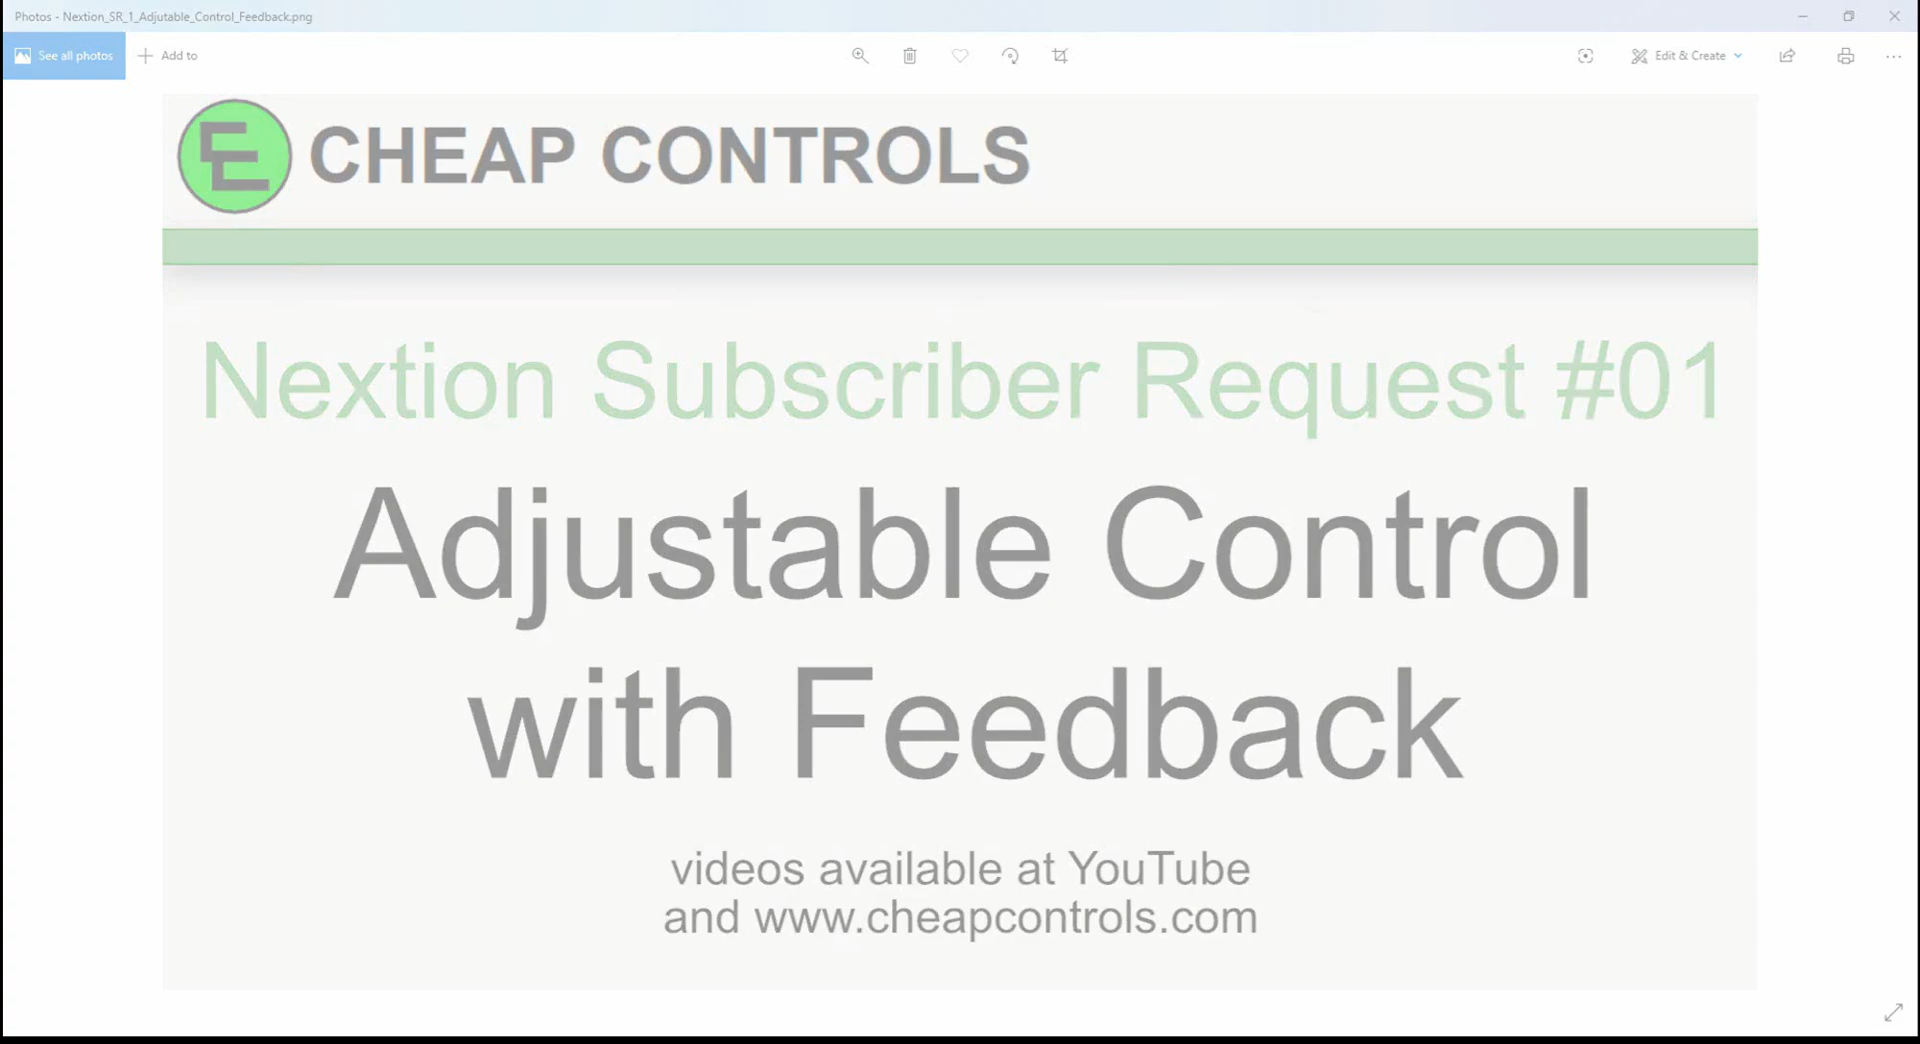 Photos - Nextion_SR_1_Adjutable_Control_Feedback.png
See all photos
Add to
Edit & Create
CHEAP CONTROLS
Nextion Subscriber Request #01
Adjustable Control
with Feedback
videos available at YouTube
and www.cheapcontrols.com